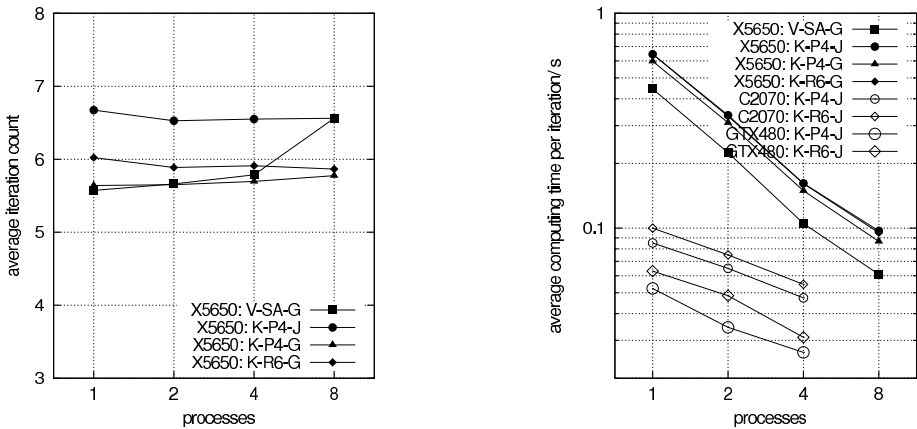 8
7
6
5
4
3
average iteration count
X5650: V-SA-G
X5650: K-P4-J
X5650: K-P4-G
X5650: K-R6-G
1 2 4 8
processes
1
0.1
average computing time per iteration/ s
X5650: V-SA-G
X5650: K-P4-J
X5650: K-P4-G
X5650: K-R6-G
C2070: K-P4-J
C2070: K-R6-J
GTX480: K-P4-J
GTX480: K-R6-J
1 2 4 8
processes